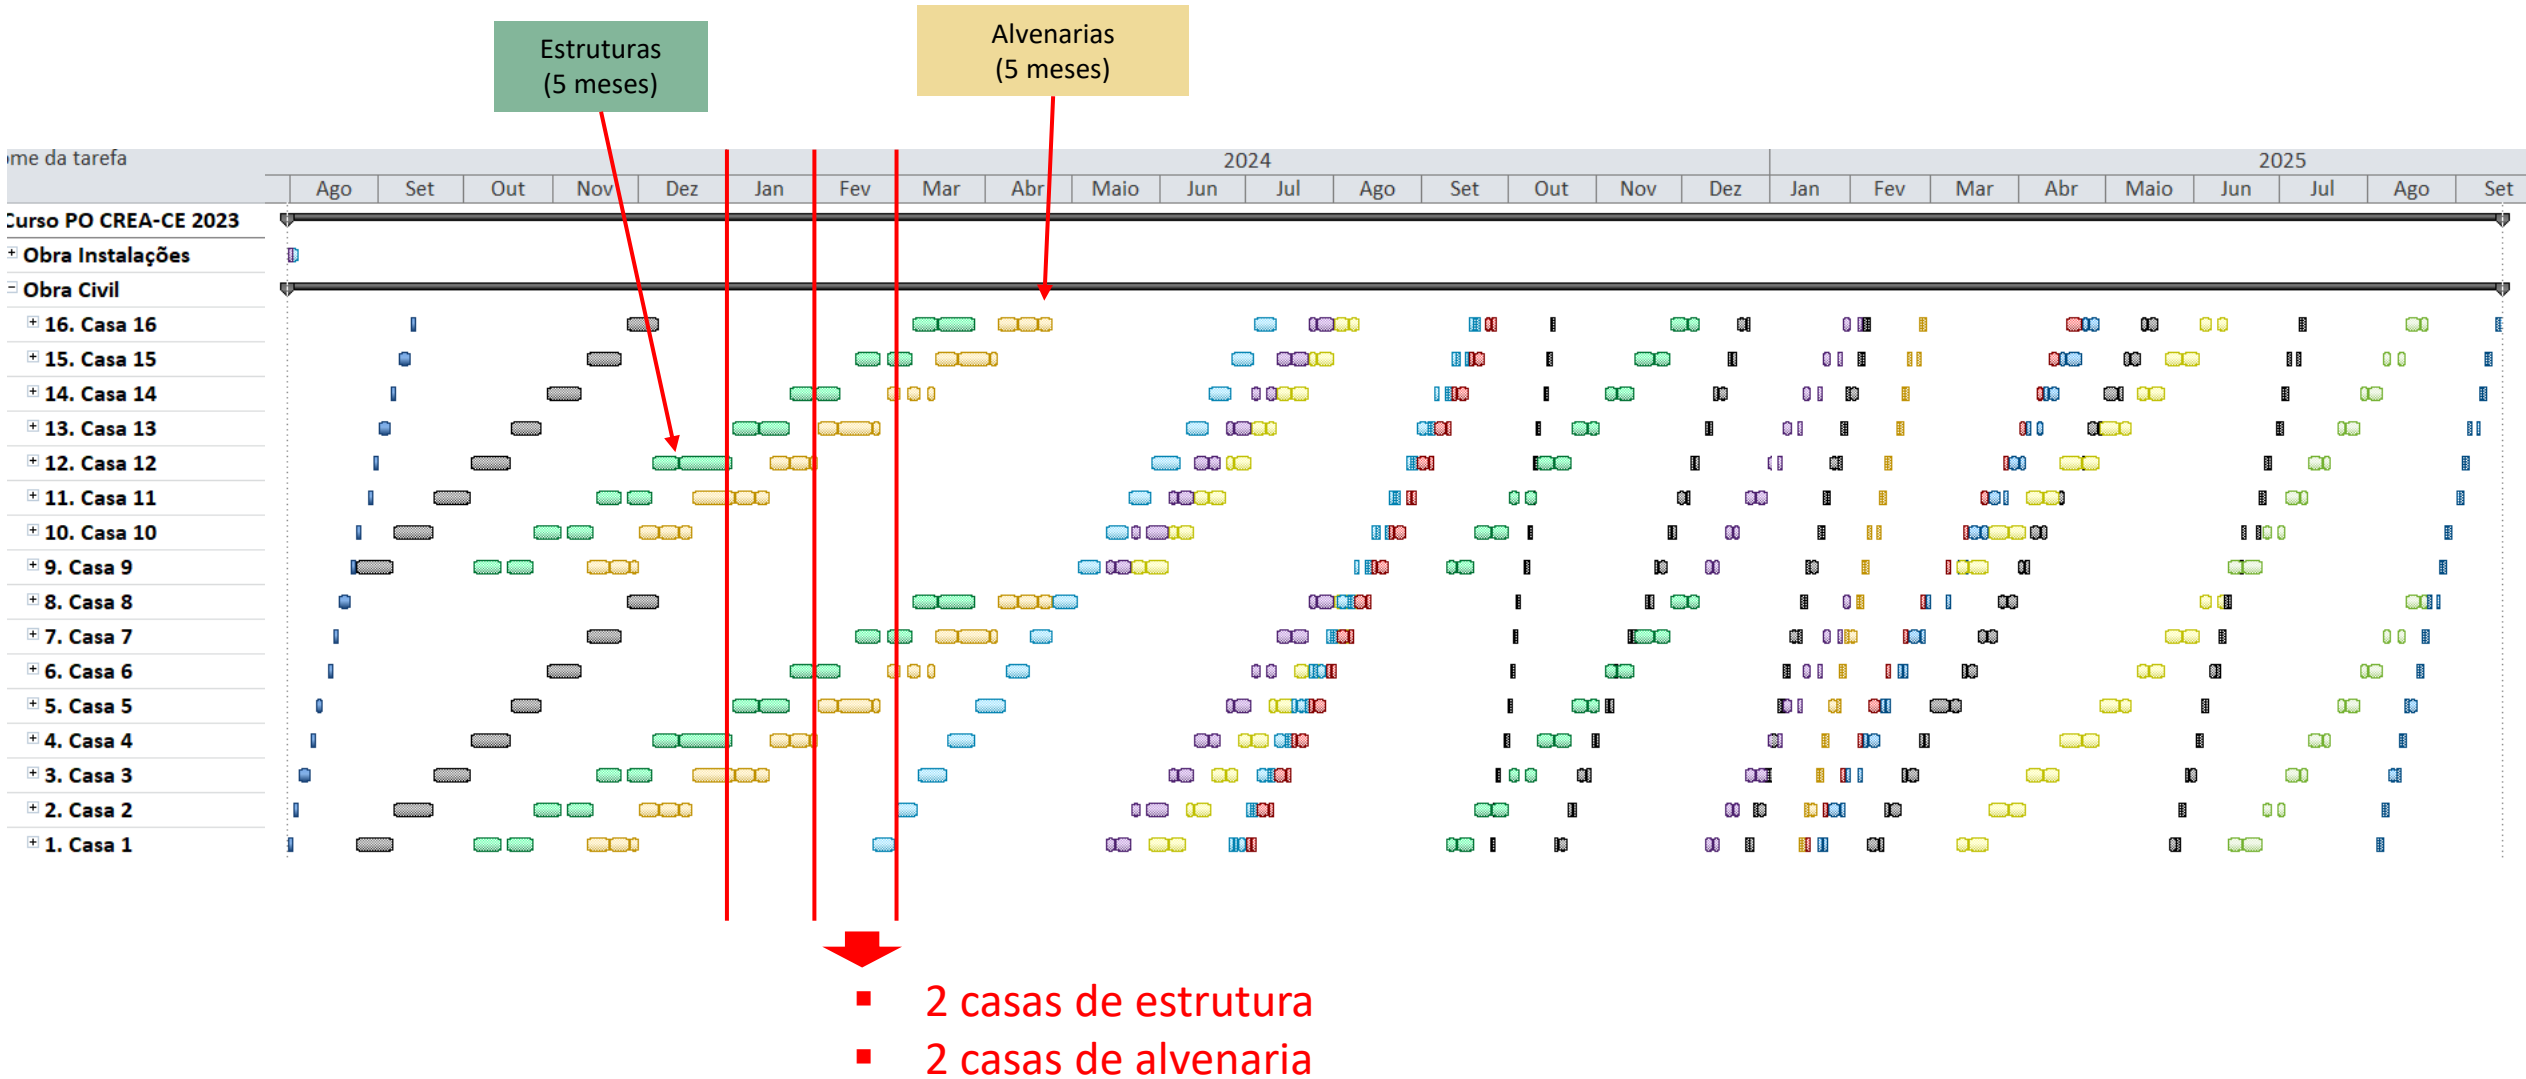 Estruturas
(5 meses)
Alvenarias
(5 meses)
ome da tarefa
2024
2025
Ago Set Out Nov Dez Jan Fev Mar Abr Maio Jun Jul Ago Set Out Nov Dez Jan Fev Mar Abr Maio Jun Jul Ago Set
Curso PO CREA-CE 2023
Obra Instalações
Obra Civil
16. Casa 16
15. Casa 15
14. Casa 14
13. Casa 13
12. Casa 12
11. Casa 11
10. Casa 10
9. Casa 9
8. Casa 8
7. Casa 7
6. Casa 6
5. Casa 5
4. Casa 4
3. Casa 3
2. Casa 2
1. Casa 1
▪ 2 casas de estrutura
▪ 2 casas de alvenaria